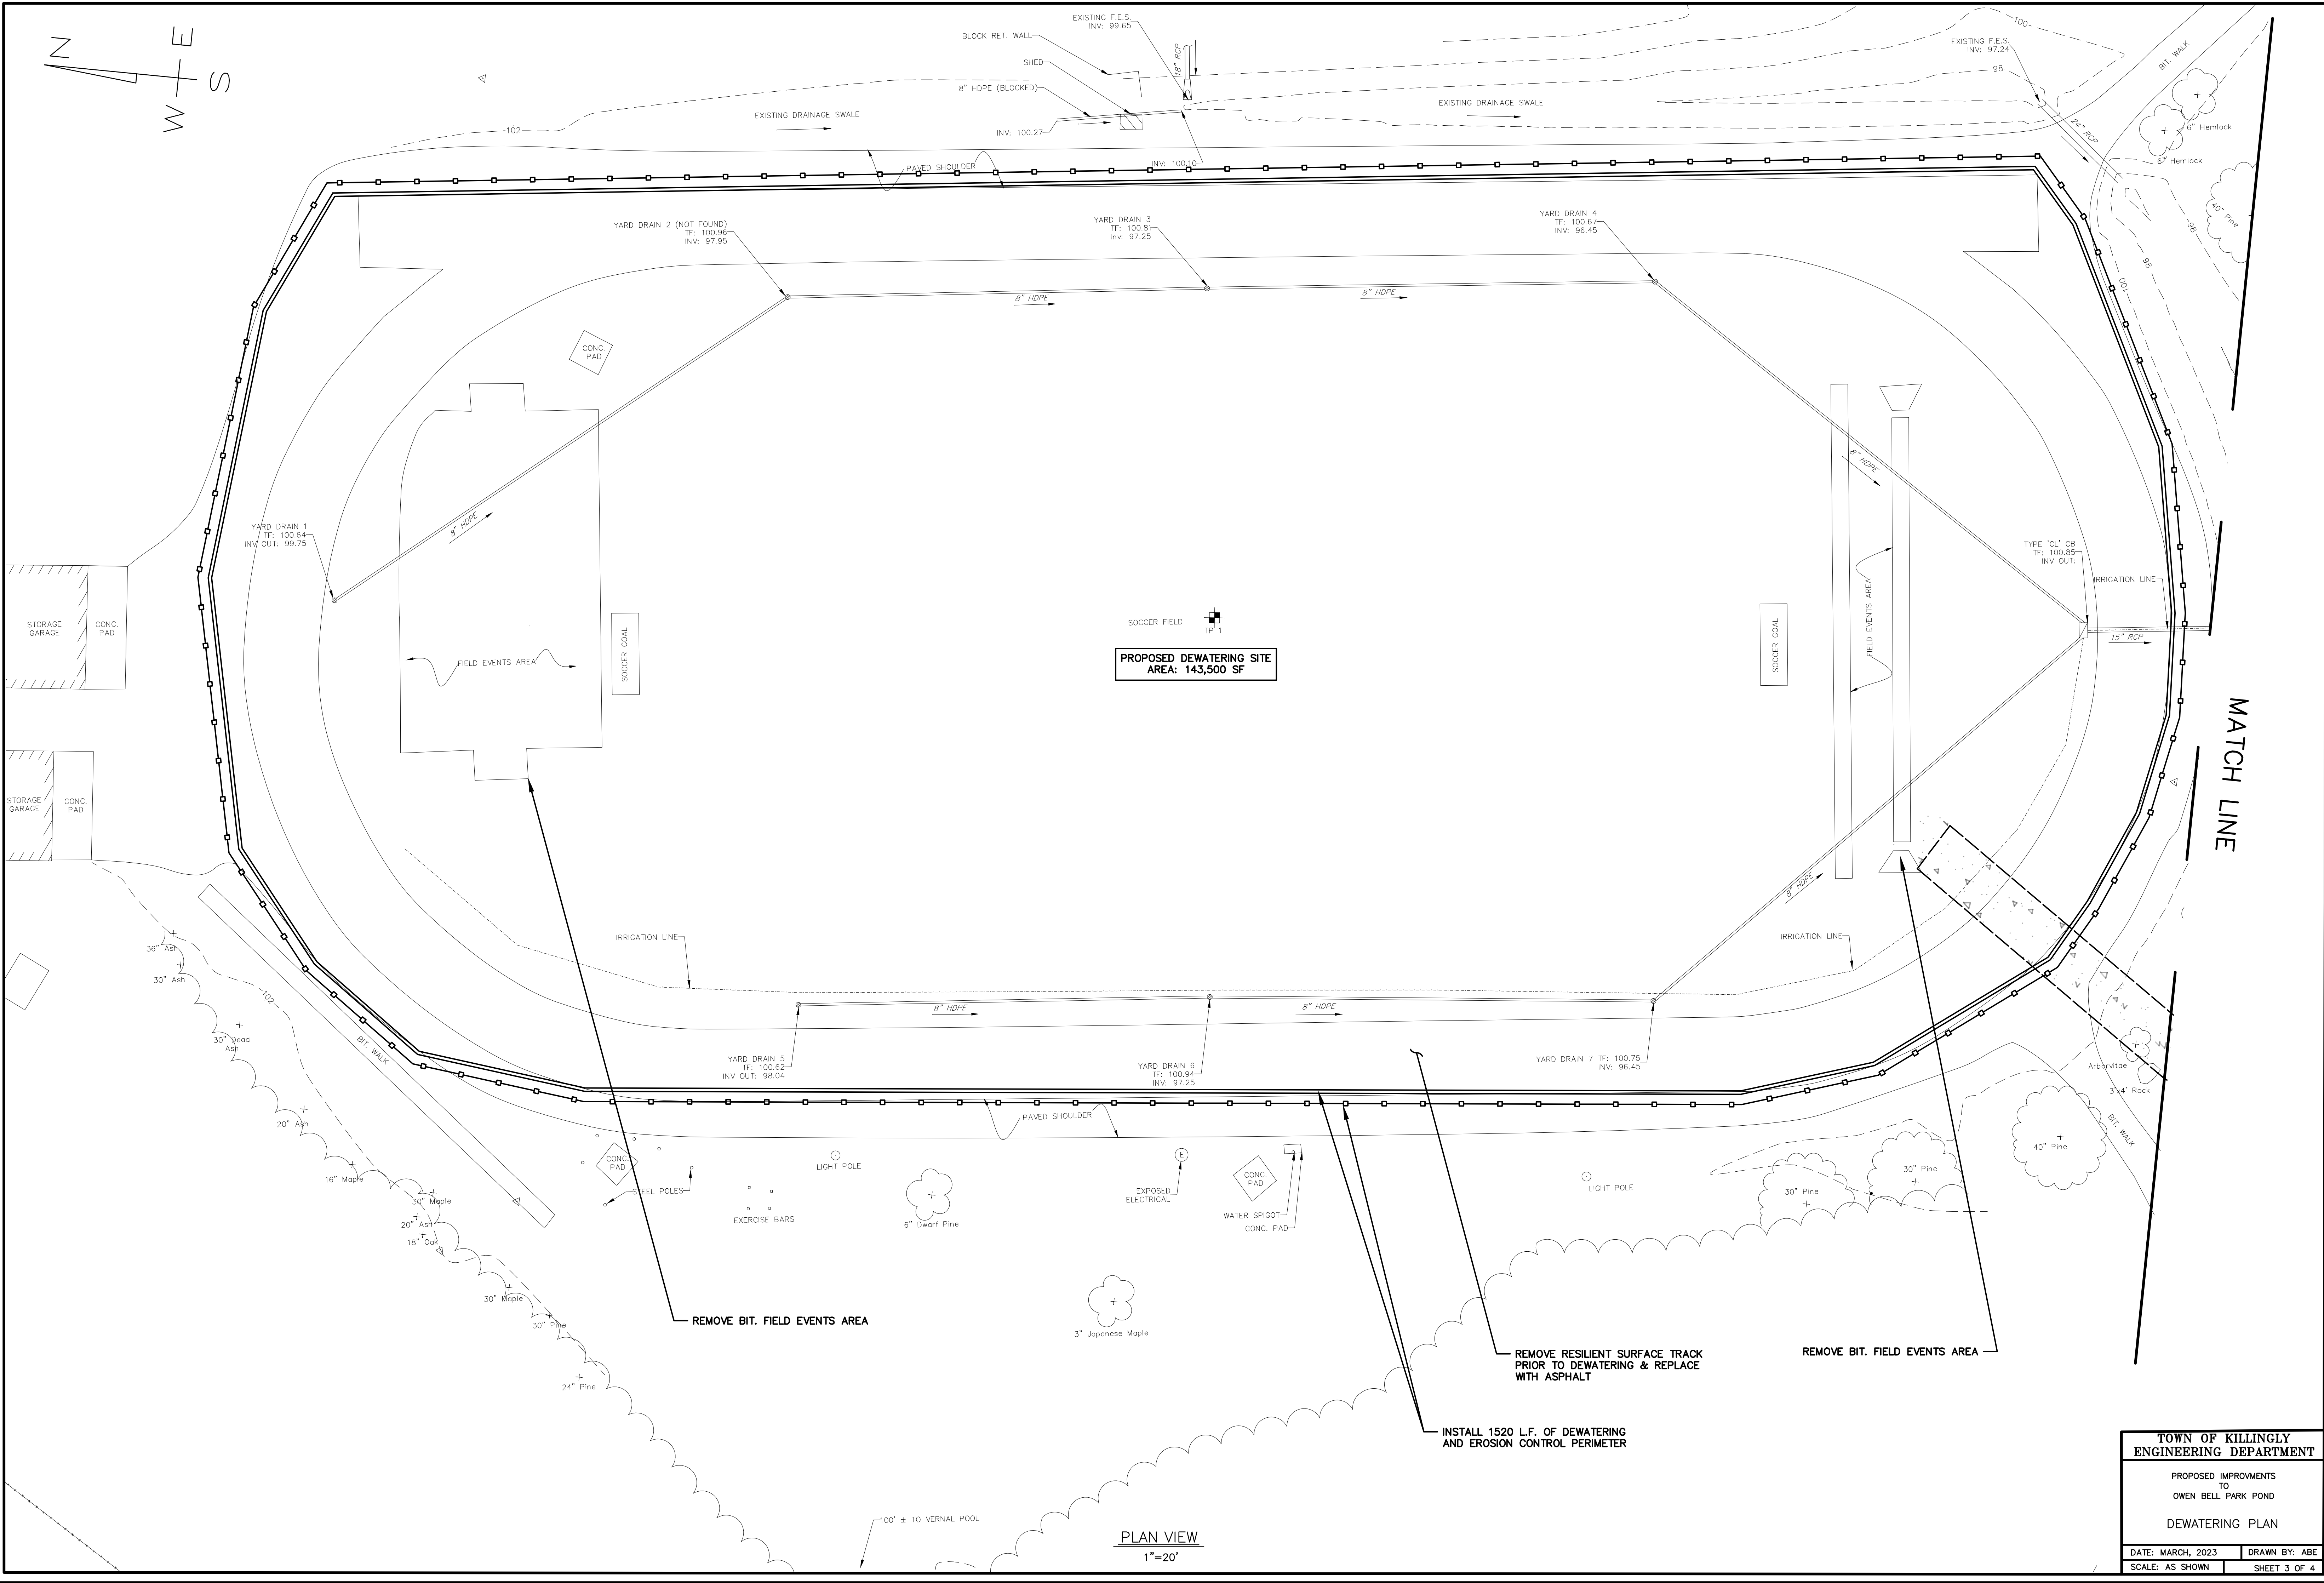 N
E
W
S
EXISTING F.E.S.
INV: 99.65
BLOCK RET. WALL
18" RCP
SHED
8" HDPE (BLOCKED)
INV: 100.27
INV: 100.10
EXISTING DRAINAGE SWALE
102
EXISTING DRAINAGE SWALE
EXISTING F.E.S.
INV: 97.24
100
98
BIT. WALK
24" RCP
6" Hemlock
6" Hemlock
40" Pine
98
98
100
PAVED SHOULDER
YARD DRAIN 2 (NOT FOUND)
TF: 100.96
INV: 97.95
YARD DRAIN 3
TF: 100.81
Inv: 97.25
YARD DRAIN 4
TF: 100.67
INV: 96.45
8" HDPE
8" HDPE
CONC.
PAD
8" HDPE
8" HDPE
YARD DRAIN 1
TF: 100.64
INV OUT: 99.75
TYPE 'CL' CB
TF: 100.85
INV OUT:
IRRIGATION LINE
15" RCP
STORAGE
GARAGE
CONC.
PAD
FIELD EVENTS AREA
SOCCER GOAL
SOCCER FIELD
TP 1
PROPOSED DEWATERING SITE
AREA: 143,500 SF
SOCCER GOAL
FIELD EVENTS AREA
MATCH LINE
STORAGE
GARAGE
CONC.
PAD
8" HDPE
36" Ash
30" Ash
102
30" Dead
Ash
20" Ash
16" Maple
30" Maple
20" Ash
18" Oak
30" Maple
30" Pine
24" Pine
BIT. WALK
IRRIGATION LINE
IRRIGATION LINE
8" HDPE
8" HDPE
YARD DRAIN 5
TF: 100.62
INV OUT: 98.04
YARD DRAIN 6
TF: 100.94
INV: 97.25
YARD DRAIN 7 TF: 100.75
INV: 96.45
PAVED SHOULDER
CONC.
PAD
STEEL POLES
EXERCISE BARS
LIGHT POLE
6" Dwarf Pine
E
EXPOSED
ELECTRICAL
CONC.
PAD
WATER SPIGOT
CONC. PAD
LIGHT POLE
30" Pine
30" Pine
40" Pine
Arborvitae
3'x4' Rock
BIT. WALK
3" Japanese Maple
REMOVE BIT. FIELD EVENTS AREA
REMOVE RESILIENT SURFACE TRACK
PRIOR TO DEWATERING & REPLACE
WITH ASPHALT
REMOVE BIT. FIELD EVENTS AREA
INSTALL 1520 L.F. OF DEWATERING
AND EROSION CONTROL PERIMETER
100' ± TO VERNAL POOL
PLAN VIEW
1"=20'
TOWN OF KILLINGLY
ENGINEERING DEPARTMENT
PROPOSED IMPROVMENTS
TO
OWEN BELL PARK POND
DEWATERING PLAN
DATE: MARCH, 2023
DRAWN BY: ABE
SCALE: AS SHOWN
SHEET 3 OF 4